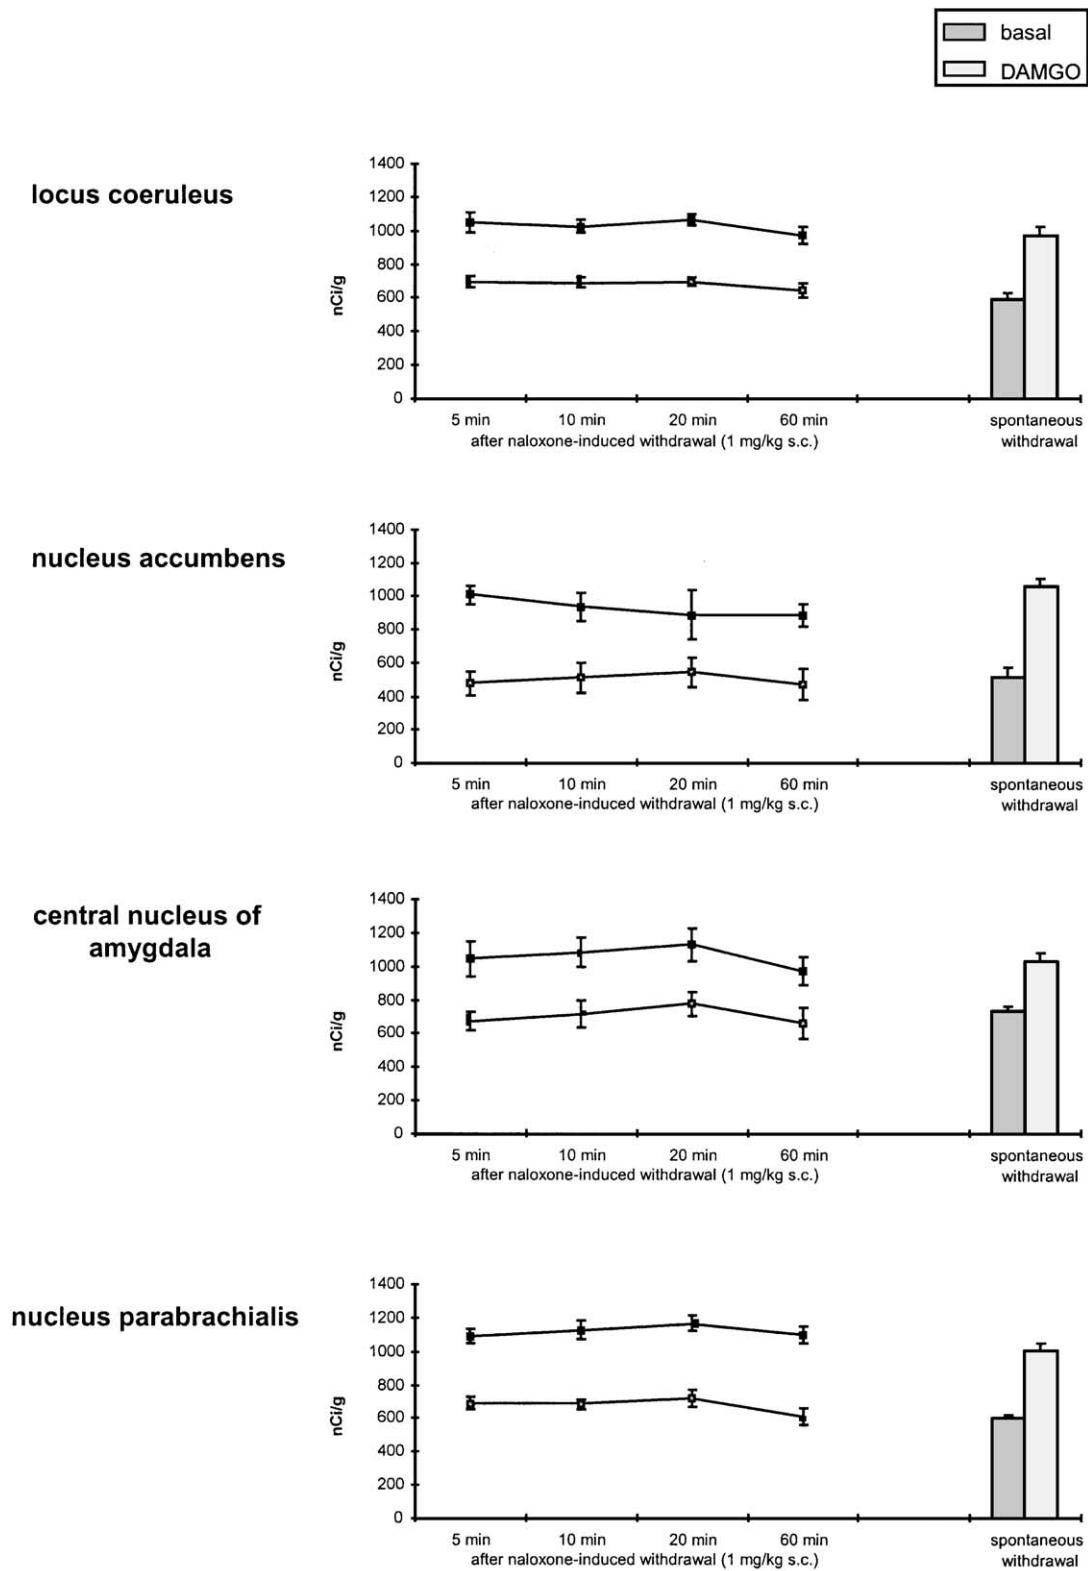 basal
DAMGO
locus coeruleus
1400
1200
1000
800
600
400
200
0
nCi/g
5 min 10 min 20 min 60 min
after naloxone-induced withdrawal (1 mg/kg s.c.)
spontaneous
withdrawal
nucleus accumbens
1400
1200
1000
800
600
400
200
0
nCi/g
5 min 10 min 20 min 60 min
after naloxone-induced withdrawal (1 mg/kg s.c.)
spontaneous
withdrawal
central nucleus of
amygdala
1400
1200
1000
800
600
400
200
0
nCi/g
5 min 10 min 20 min 60 min
after naloxone-induced withdrawal (1 mg/kg s.c.)
spontaneous
withdrawal
nucleus parabrachialis
1400
1200
1000
800
600
400
200
0
nCi/g
5 min 10 min 20 min 60 min
after naloxone-induced withdrawal (1 mg/kg s.c.)
spontaneous
withdrawal